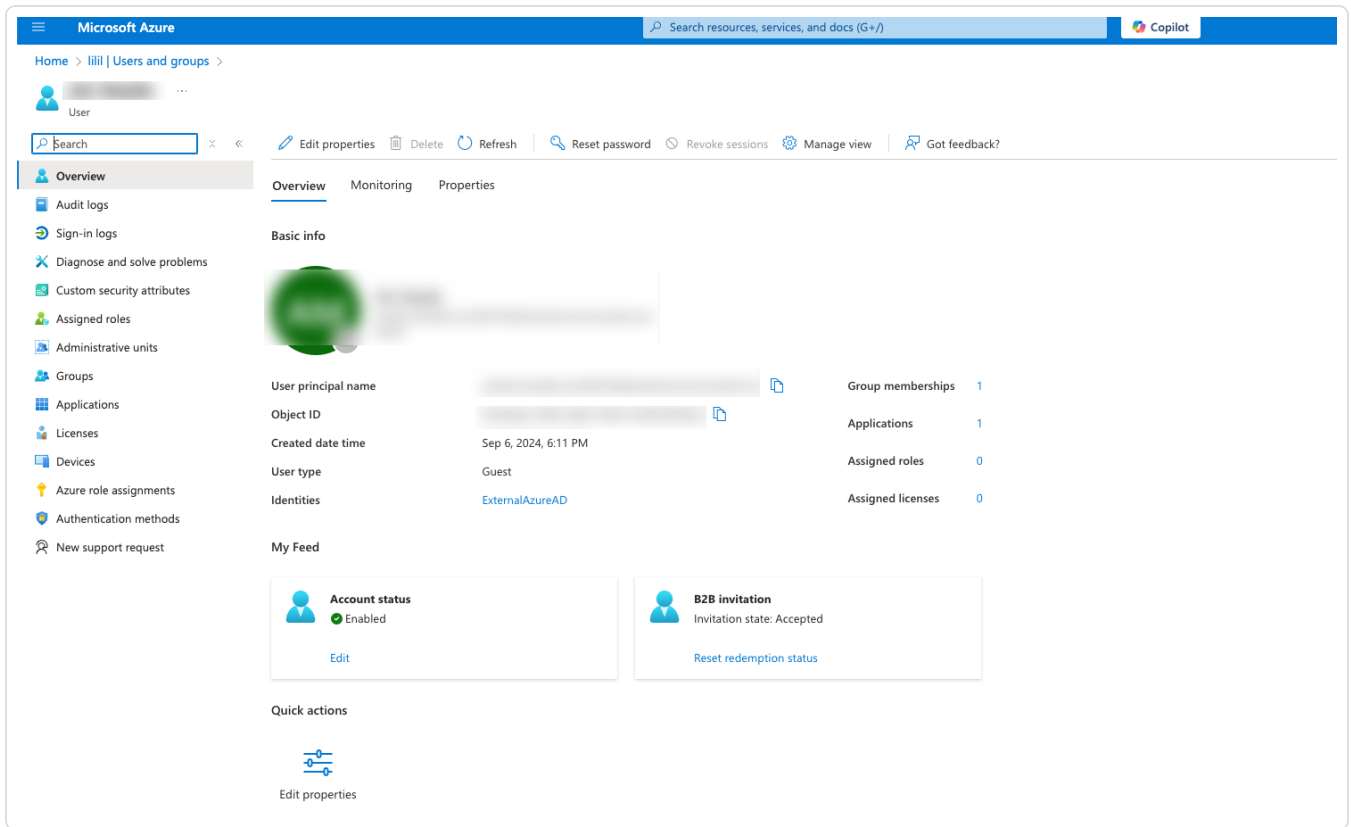 Microsoft Azure
Search resources, services, and docs (G+/)
Copilot
Home > lilil | Users and groups >
...
User
Search
Edit properties
Delete
Refresh
Reset password
Revoke sessions
Manage view
Got feedback?
Overview
Audit logs
Sign-in logs
Diagnose and solve problems
Custom security attributes
Assigned roles
Administrative units
Groups
Applications
Licenses
Devices
Azure role assignments
Authentication methods
New support request
Overview
Monitoring
Properties
Basic info
User principal name
Object ID
Created date time Sep 6, 2024, 6:11 PM
User type Guest
Identities ExternalAzureAD
Group memberships 1
Applications 1
Assigned roles 0
Assigned licenses 0
My Feed
Account status
Enabled
Edit
B2B invitation
Invitation state: Accepted
Reset redemption status
Quick actions
Edit properties